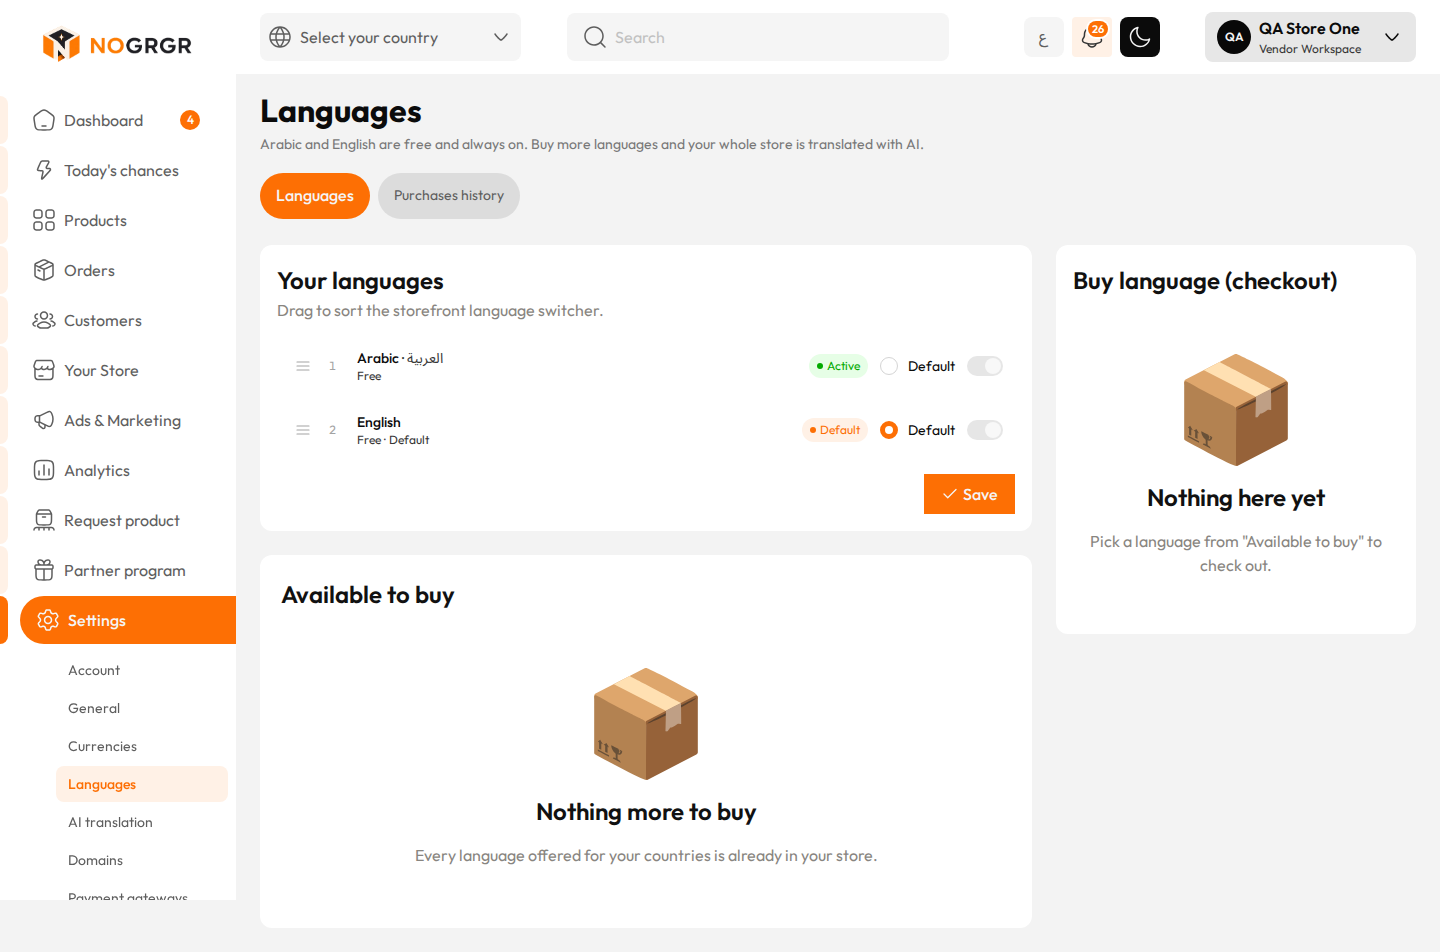 NOGRGR
Select your country
Search
ع
26
QA
QA Store One
Vendor Workspace
Dashboard
4
Today's chances
Products
Orders
Customers
Your Store
Ads & Marketing
Analytics
Request product
Partner program
Settings
Account
General
Currencies
Languages
AI translation
Domains
Payment gateways
Languages
Arabic and English are free and always on. Buy more languages and your whole store is translated with AI.
Languages
Purchases history
Your languages
Drag to sort the storefront language switcher.
1
Arabic · العربية
Free
Active
Default
2
English
Free · Default
Default
Default
Save
Available to buy
Nothing more to buy
Every language offered for your countries is already in your store.
Buy language (checkout)
Nothing here yet
Pick a language from "Available to buy" to
check out.